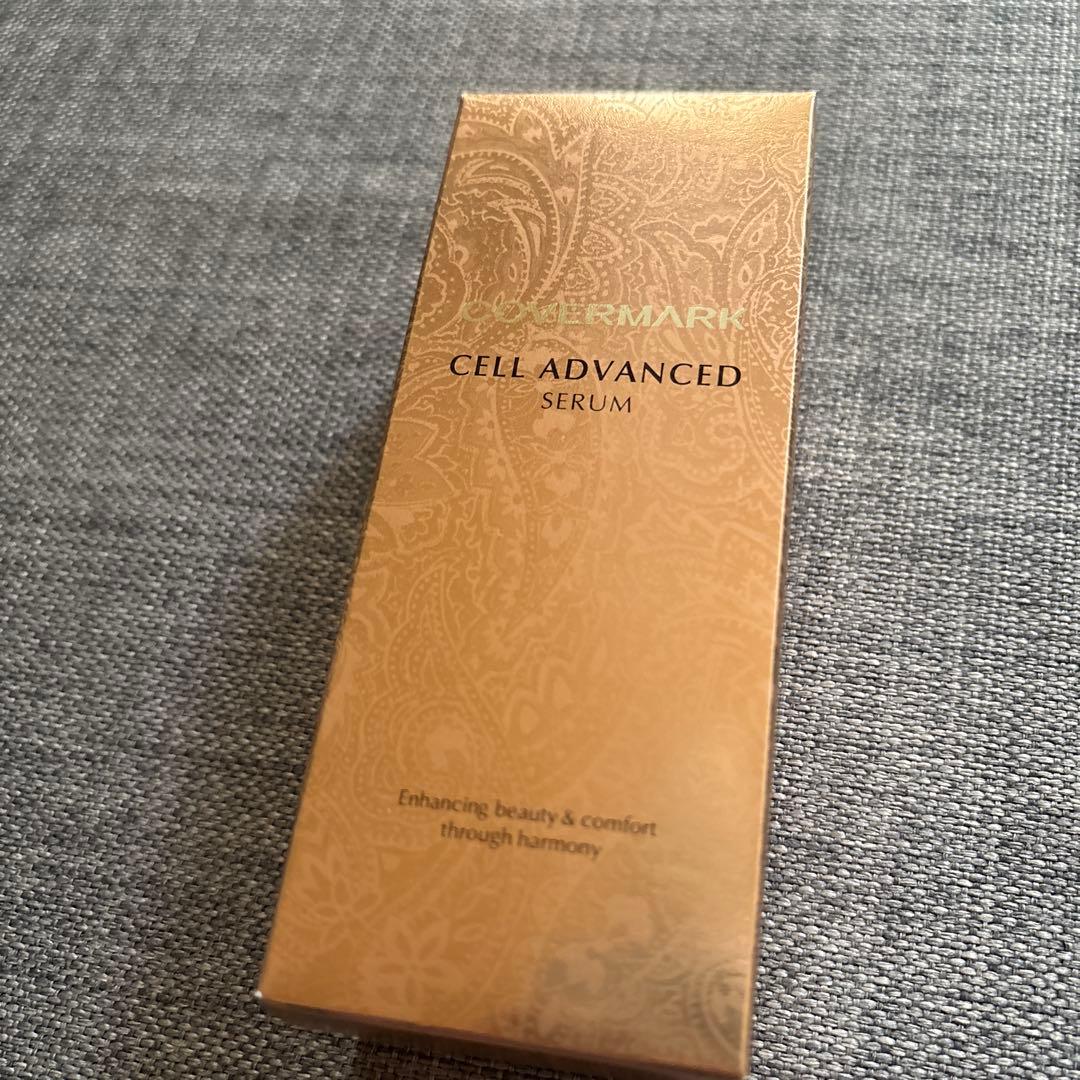 COVERMARK
CELL ADVANCED
SERUM
Enhancing beauty & comfort
through harmony